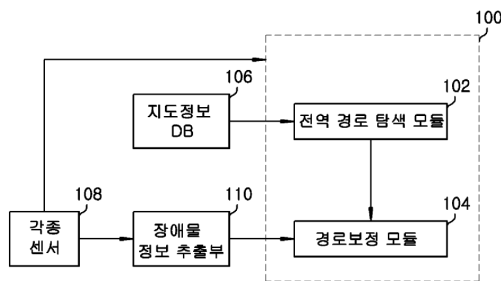 100
106
지도정보
DB
102
전역 경로 탐색 모듈
108
각종
센서
110
장애물
정보 추출부
104
경로보정 모듈